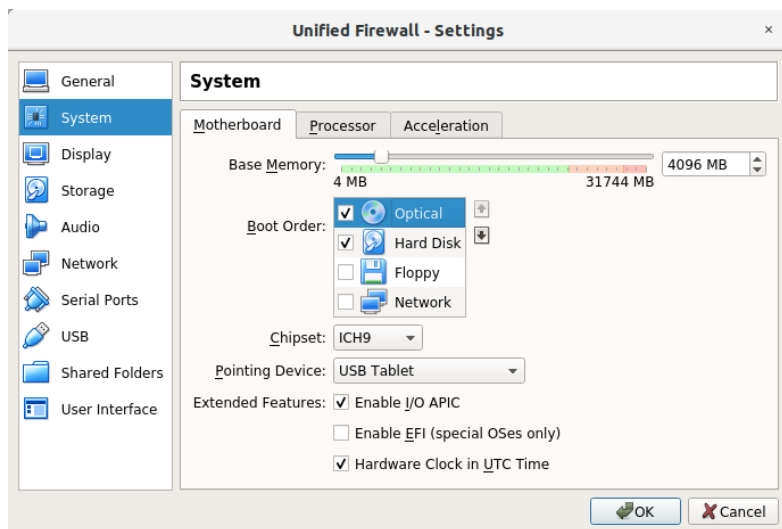 Unified Firewall - Settings
General
System
Display
Storage
Audio
Network
Serial Ports
USB
Shared Folders
User Interface
System
Motherboard Processor Acceleration
Base Memory: 4096 MB
4 MB 31744 MB
Boot Order: Optical
Hard Disk
Floppy
Network
Chipset: ICH9
Pointing Device: USB Tablet
Extended Features: Enable I/O APIC
Enable EFI (special OSes only)
Hardware Clock in UTC Time
OK Cancel